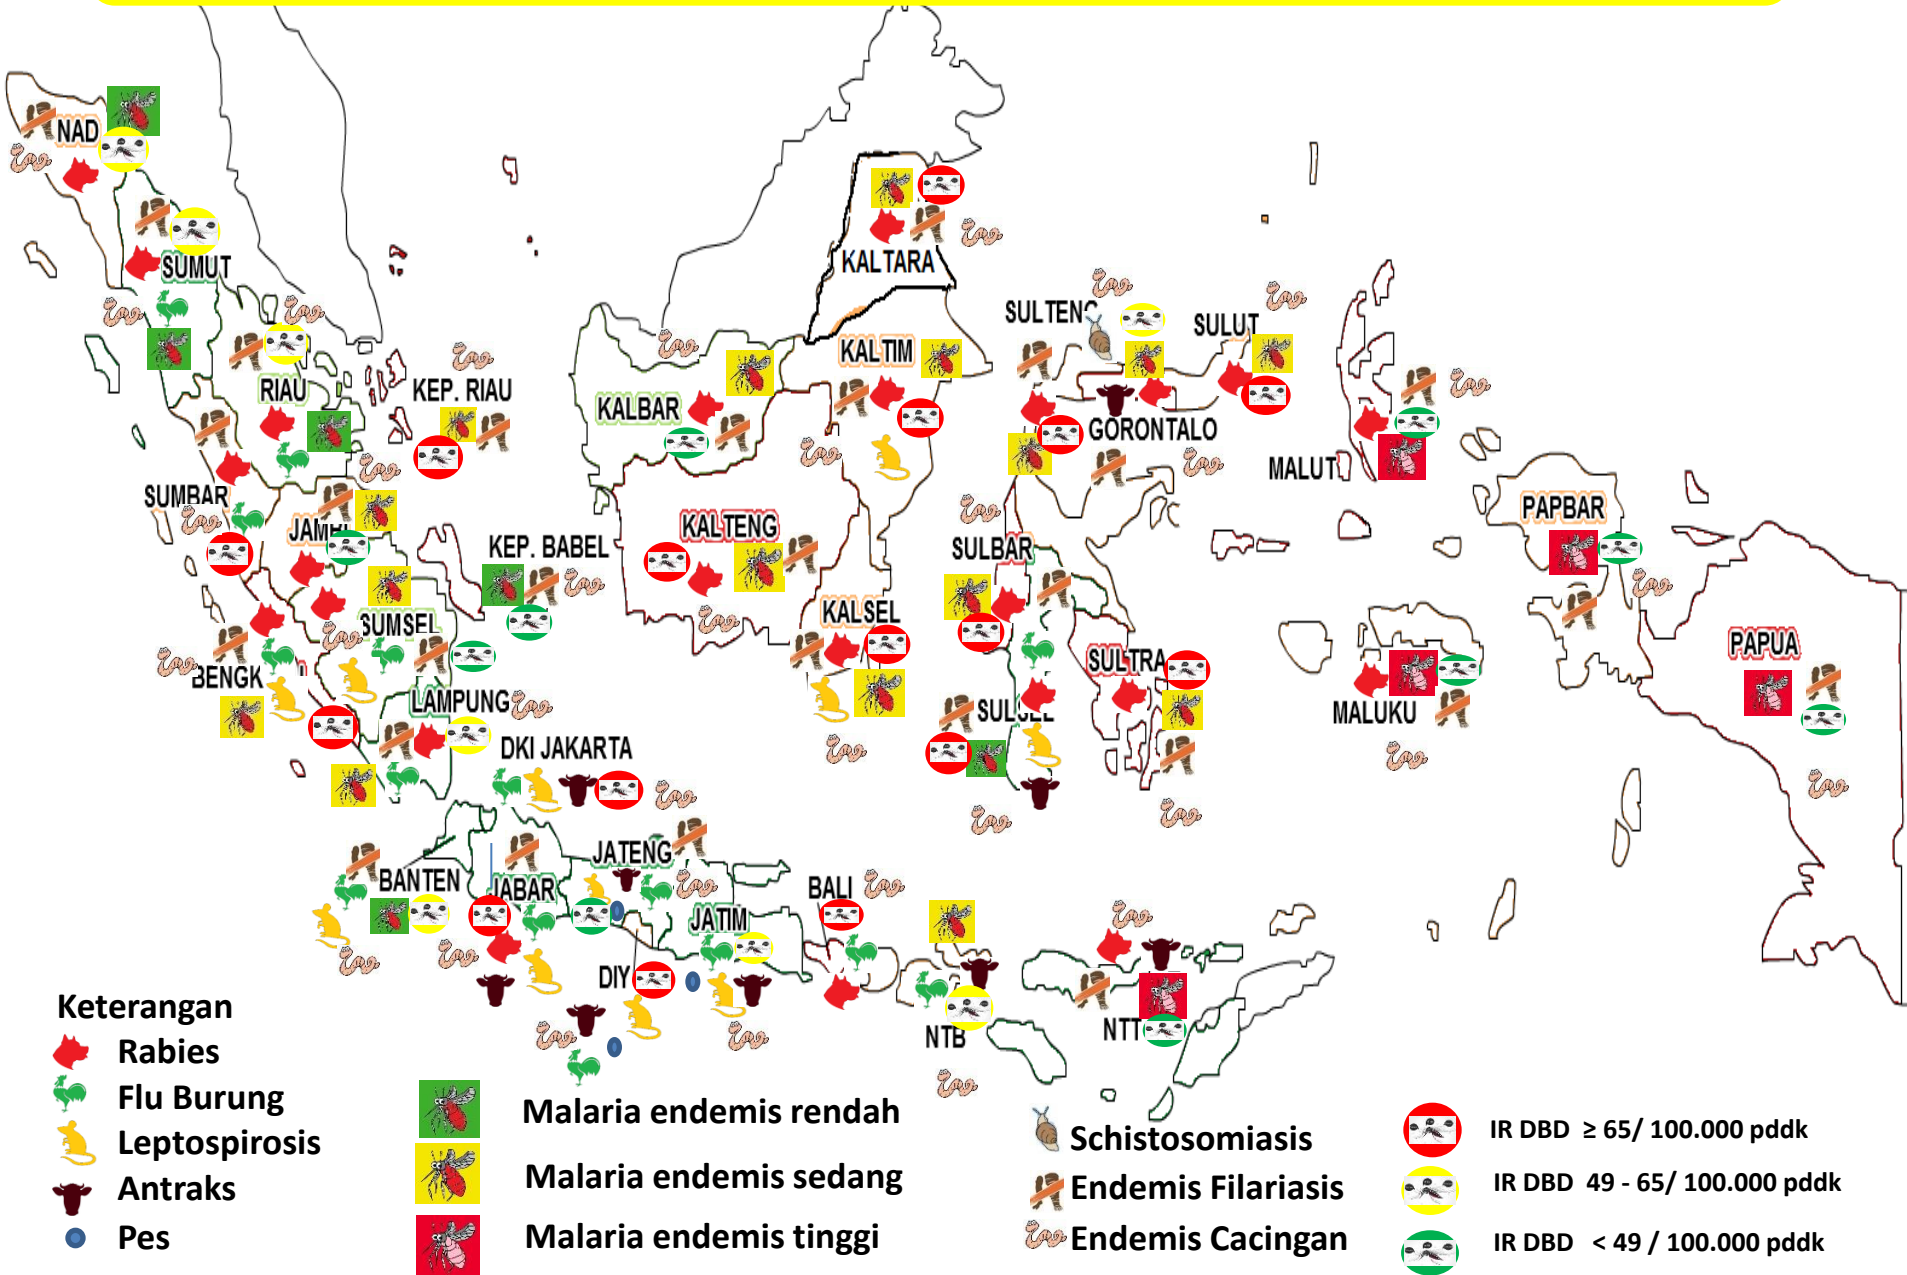 NAD
SUMUT
KALTARA
SULTENG
SULUT
RIAU
KEP. RIAU
KALBAR
KALTIM
GORONTALO
MALUT
SUMBAR
JAMBI
KEP. BABEL
KALTENG
SULBAR
PAPBAR
SUMSEL
KALSEL
BENGK
SULTRA
PAPUA
LAMPUNG
SULSEL
MALUKU
DKI JAKARTA
JATENG
BANTEN
JABAR
BALI
JATIM
DIY
NTB
NTT
Keterangan
Rabies
Flu Burung
Leptospirosis
Antraks
Pes
Malaria endemis rendah
Malaria endemis sedang
Malaria endemis tinggi
Schistosomiasis
Endemis Filariasis
Endemis Cacingan
IR DBD ≥ 65/ 100.000 pddk
IR DBD 49 - 65/ 100.000 pddk
IR DBD < 49 / 100.000 pddk